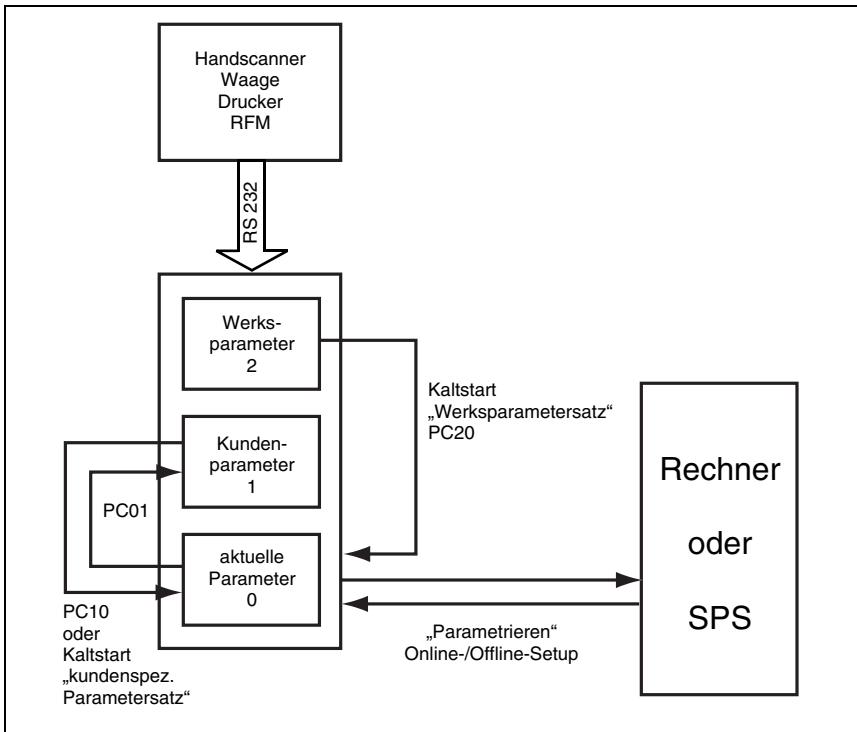 Handscanner
Waage
Drucker
RFM
RS 232
Werks-
parameter
2
Kaltstart
„Werksparametersatz“
PC20
Kunden-
parameter
1
PC01
aktuelle
Parameter
0
PC10
oder
Kaltstart
„kundenspez.
Parametersatz“
„Parametrieren“
Online-/Offline-Setup
Rechner
oder
SPS